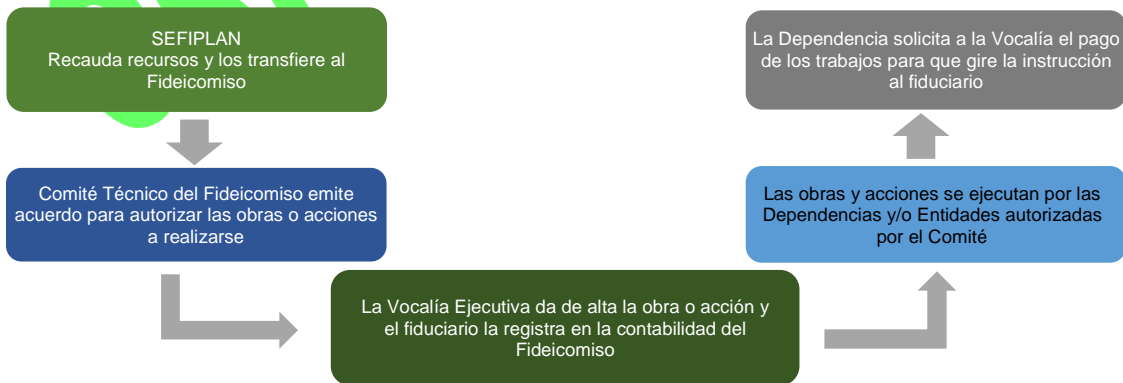 SEFIPLAN
Recauda recursos y los transfiere al
Fideicomiso
Comité Técnico del Fideicomiso emite
acuerdo para autorizar las obras o acciones
a realizarse
La Vocalía Ejecutiva da de alta la obra o acción y
el fiduciario la registra en la contabilidad del
Fideicomiso
Las obras y acciones se ejecutan por las
Dependencias y/o Entidades autorizadas
por el Comité
La Dependencia solicita a la Vocalía el pago
de los trabajos para que gire la instrucción
al fiduciario